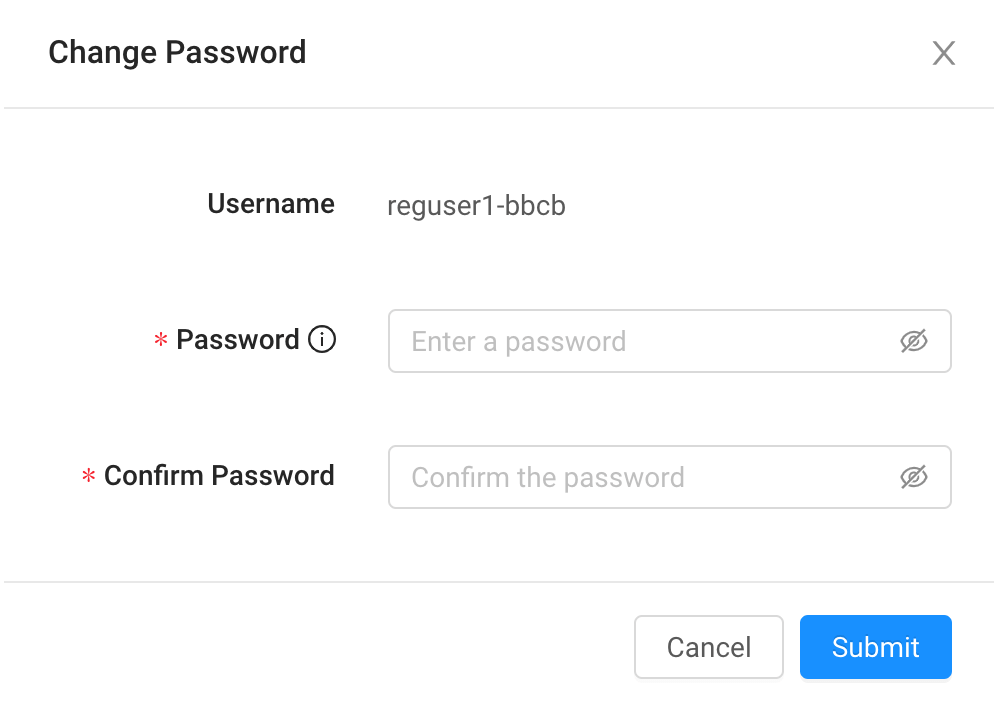 Change Password
Username reguser1-bbcb
* Password Enter a password
* Confirm Password Confirm the password
Cancel Submit